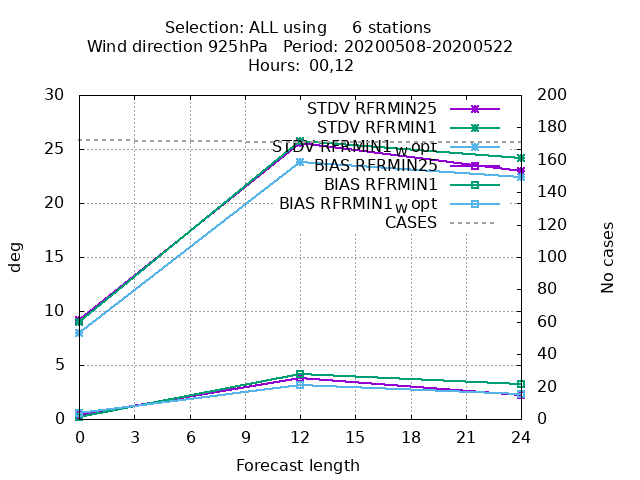 Selection: ALL using     6 stations
Wind direction 925hPa   Period: 20200508-20200522
Hours: 00,12
30
25
20
15
10
5
0
deg
STDV RFRMIN25
STDV RFRMIN1
STDV RFRMIN1w opt
BIAS RFRMIN25
BIAS RFRMIN1
BIAS RFRMIN1w opt
CASES
200
180
160
140
120
100
80
60
40
20
0
No cases
0 3 6 9 12 15 18 21 24
Forecast length